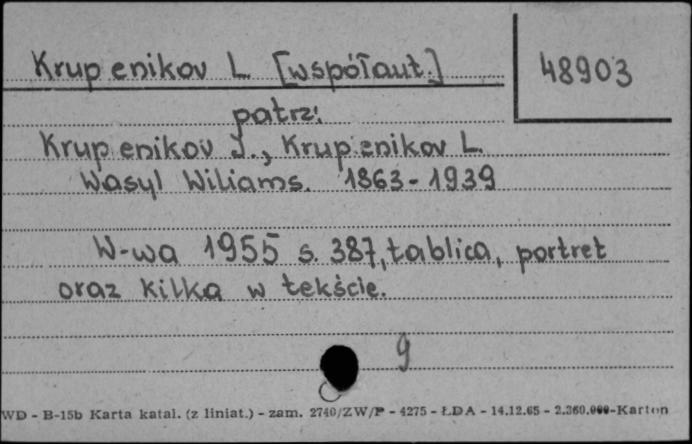 Krupenikov L. [współaut.] 48903
patrz:
Krupenikov J., Krupenikov L.
Wasyl Wiliams. 1863-1939
W-wa 1955 s. 387, tablica, portret
oraz kilka w tekście.
9
WD - B-15b Karta katal. (z liniat.) - zam. 2740/ZW/P - 4275 - ŁDA - 14.12.65 - 2.360.000-Karton